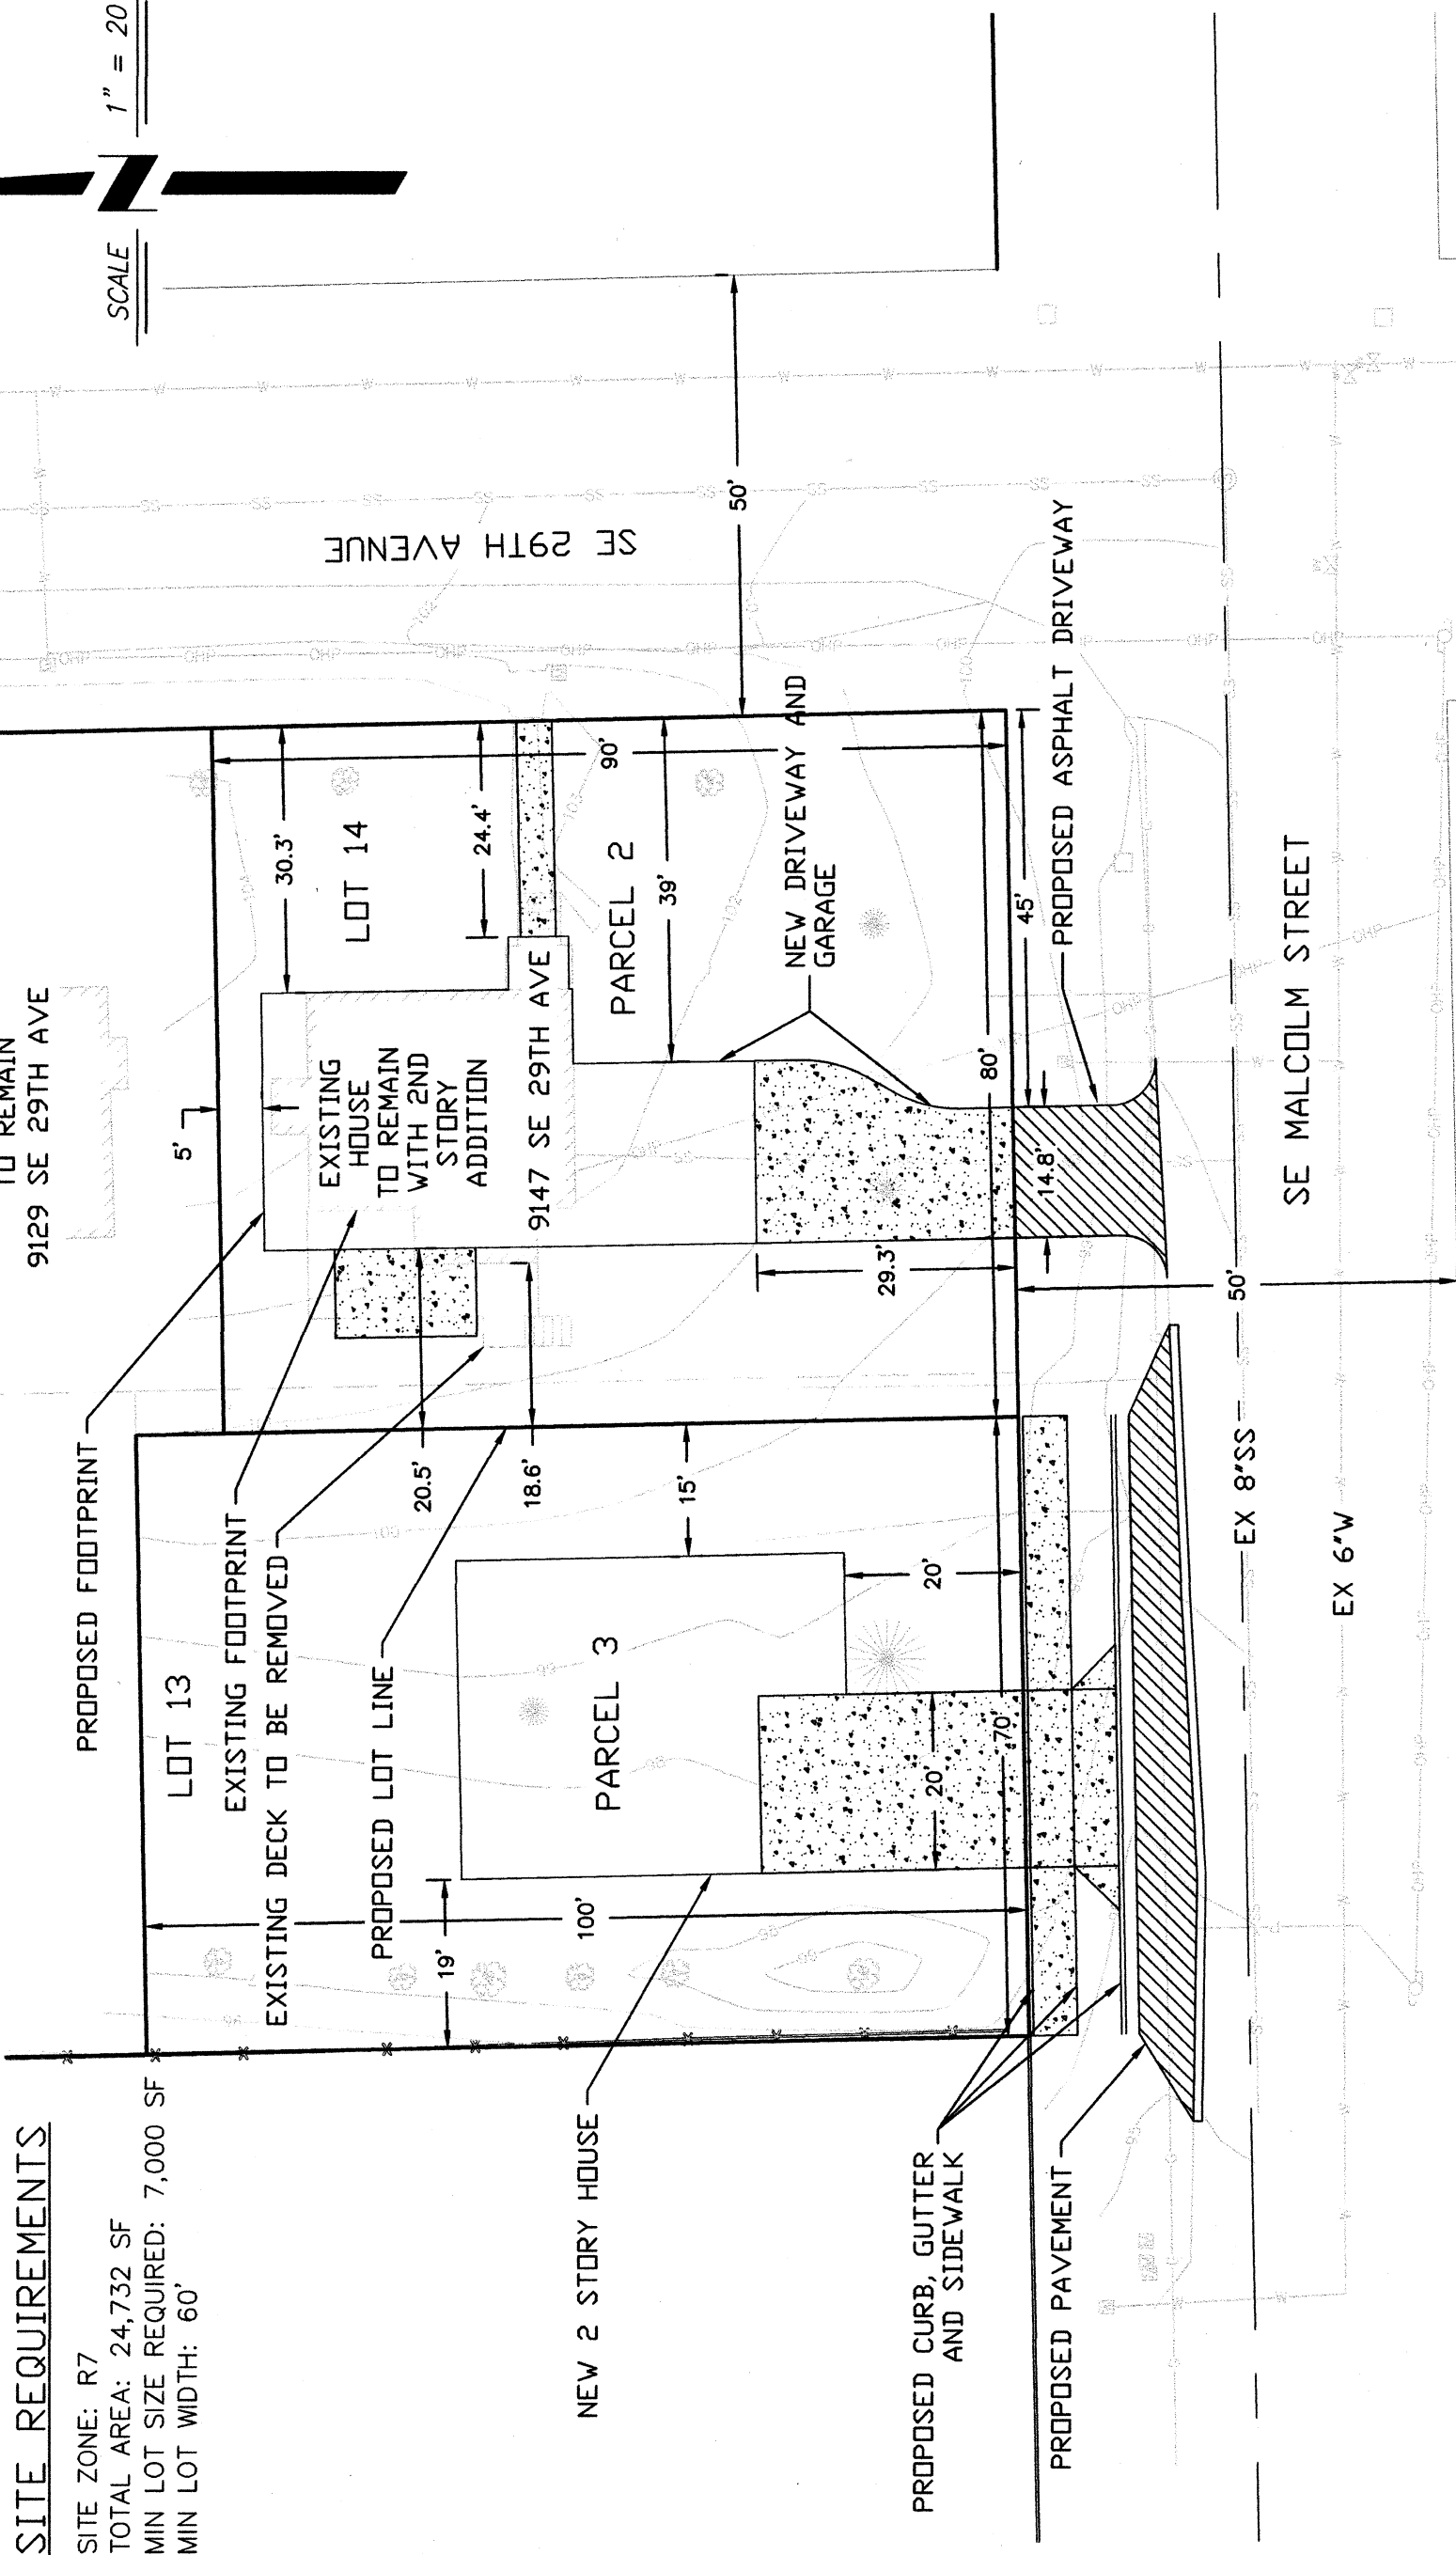 SITE REQUIREMENTS
SITE ZONE: R7
TOTAL AREA: 24,732 SF
MIN LOT SIZE REQUIRED: 7,000 SF
MIN LOT WIDTH: 60'
TO REMAIN
9129 SE 29TH AVE
SCALE
1" = 20
PROPOSED FOOTPRINT
5'
LOT 13
EXISTING FOOTPRINT
EXISTING DECK TO BE REMOVED
PROPOSED LOT LINE
EXISTING
HOUSE
TO REMAIN
WITH 2ND
STORY
ADDITION
9147 SE 29TH AVE
30.3'
LOT 14
24.4'
SE 29TH AVENUE
20.5'
18.6'
15'
19'
100'
PARCEL 3
PARCEL 2
90'
39'
50'
NEW 2 STORY HOUSE
NEW DRIVEWAY AND
GARAGE
29.3'
20'
20'
70'
80'
45'
14.8'
PROPOSED ASPHALT DRIVEWAY
PROPOSED CURB, GUTTER
AND SIDEWALK
PROPOSED PAVEMENT
50'
EX 8"SS
SE MALCOLM STREET
EX 6"W